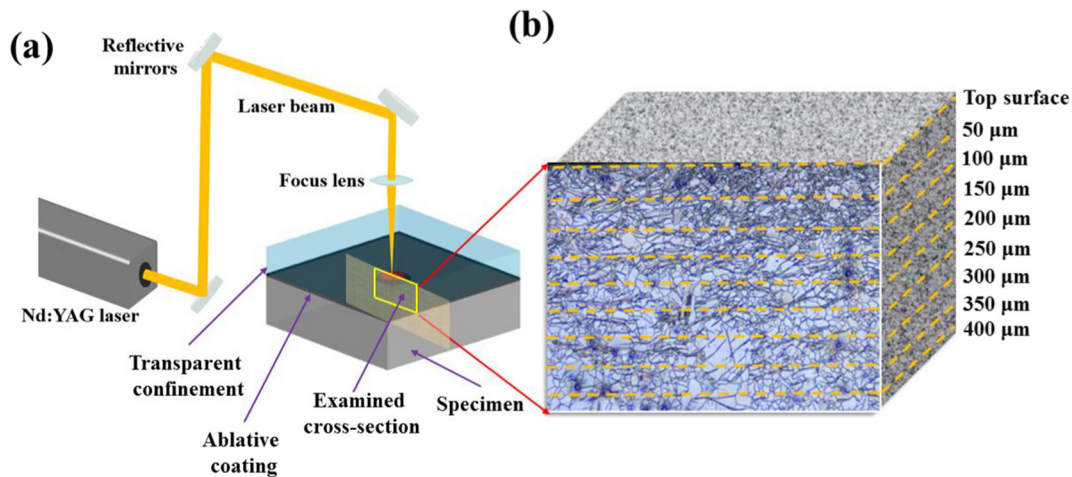 (a)
Reflective
mirrors
Laser beam
Focus lens
Nd:YAG laser
Transparent
confinement
Ablative
coating
Examined
cross-section
Specimen
(b)
Top surface
50 μm
100 μm
150 μm
200 μm
250 μm
300 μm
350 μm
400 μm